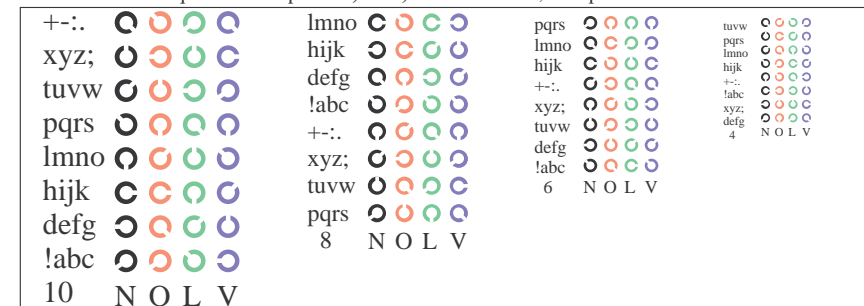 +-:.
xyz;
tuvw
pqrs
lmno
hijk
defg
!abc
10 N O L V
lmno
hijk
defg
!abc
+-:.
xyz;
tuvw
pqrs
8 N O L V
pqrs
lmno
hijk
+-:.
xyz;
tuvw
defg
!abc
6 N O L V
tuvw
pqrs
lmno
hijk
+-:.
!abc
xyz;
defg
4 N O L V